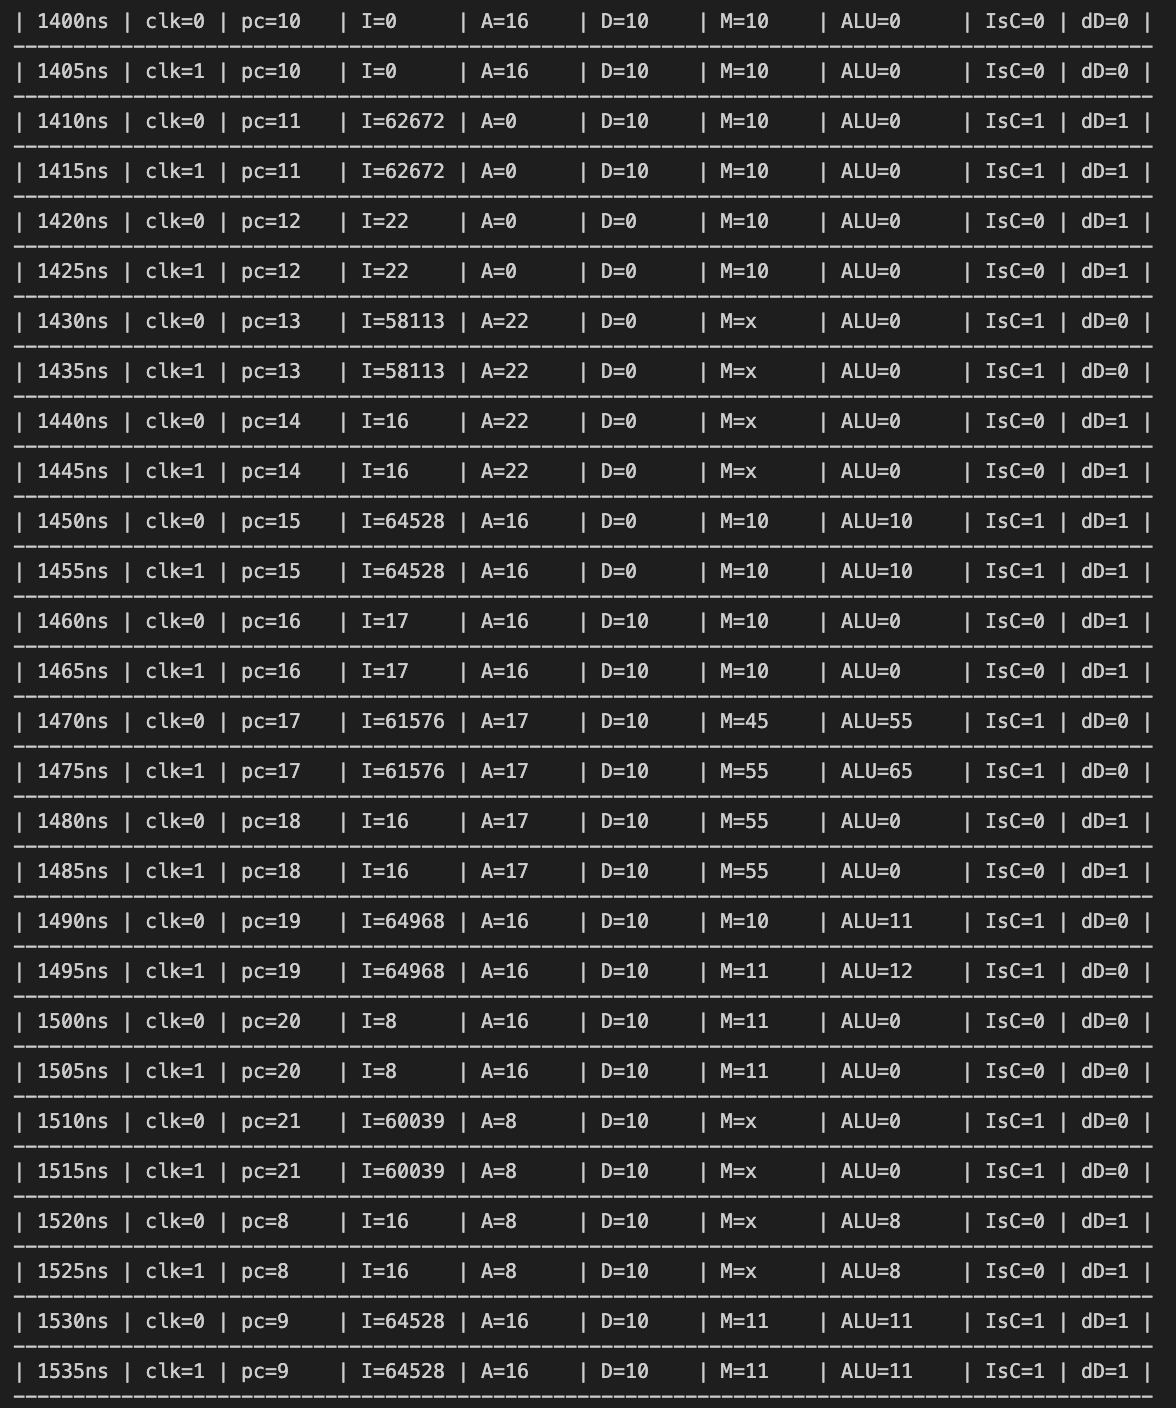 | 1400ns | clk=0 | pc=10   | I=0     | A=16    | D=10    | M=10    | ALU=0     | IsC=0 | dD=0 |
| 1405ns | clk=1 | pc=10   | I=0     | A=16    | D=10    | M=10    | ALU=0     | IsC=0 | dD=0 |
| 1410ns | clk=0 | pc=11   | I=62672 | A=0     | D=10    | M=10    | ALU=0     | IsC=1 | dD=1 |
| 1415ns | clk=1 | pc=11   | I=62672 | A=0     | D=10    | M=10    | ALU=0     | IsC=1 | dD=1 |
| 1420ns | clk=0 | pc=12   | I=22    | A=0     | D=0     | M=10    | ALU=0     | IsC=0 | dD=1 |
| 1425ns | clk=1 | pc=12   | I=22    | A=0     | D=0     | M=10    | ALU=0     | IsC=0 | dD=1 |
| 1430ns | clk=0 | pc=13   | I=58113 | A=22    | D=0     | M=x     | ALU=0     | IsC=1 | dD=0 |
| 1435ns | clk=1 | pc=13   | I=58113 | A=22    | D=0     | M=x     | ALU=0     | IsC=1 | dD=0 |
| 1440ns | clk=0 | pc=14   | I=16    | A=22    | D=0     | M=x     | ALU=0     | IsC=0 | dD=1 |
| 1445ns | clk=1 | pc=14   | I=16    | A=22    | D=0     | M=x     | ALU=0     | IsC=0 | dD=1 |
| 1450ns | clk=0 | pc=15   | I=64528 | A=16    | D=0     | M=10    | ALU=10    | IsC=1 | dD=1 |
| 1455ns | clk=1 | pc=15   | I=64528 | A=16    | D=0     | M=10    | ALU=10    | IsC=1 | dD=1 |
| 1460ns | clk=0 | pc=16   | I=17    | A=16    | D=10    | M=10    | ALU=0     | IsC=0 | dD=1 |
| 1465ns | clk=1 | pc=16   | I=17    | A=16    | D=10    | M=10    | ALU=0     | IsC=0 | dD=1 |
| 1470ns | clk=0 | pc=17   | I=61576 | A=17    | D=10    | M=45    | ALU=55    | IsC=1 | dD=0 |
| 1475ns | clk=1 | pc=17   | I=61576 | A=17    | D=10    | M=55    | ALU=65    | IsC=1 | dD=0 |
| 1480ns | clk=0 | pc=18   | I=16    | A=17    | D=10    | M=55    | ALU=0     | IsC=0 | dD=1 |
| 1485ns | clk=1 | pc=18   | I=16    | A=17    | D=10    | M=55    | ALU=0     | IsC=0 | dD=1 |
| 1490ns | clk=0 | pc=19   | I=64968 | A=16    | D=10    | M=10    | ALU=11    | IsC=1 | dD=0 |
| 1495ns | clk=1 | pc=19   | I=64968 | A=16    | D=10    | M=11    | ALU=12    | IsC=1 | dD=0 |
| 1500ns | clk=0 | pc=20   | I=8     | A=16    | D=10    | M=11    | ALU=0     | IsC=0 | dD=0 |
| 1505ns | clk=1 | pc=20   | I=8     | A=16    | D=10    | M=11    | ALU=0     | IsC=0 | dD=0 |
| 1510ns | clk=0 | pc=21   | I=60039 | A=8     | D=10    | M=x     | ALU=0     | IsC=1 | dD=0 |
| 1515ns | clk=1 | pc=21   | I=60039 | A=8     | D=10    | M=x     | ALU=0     | IsC=1 | dD=0 |
| 1520ns | clk=0 | pc=8    | I=16    | A=8     | D=10    | M=x     | ALU=8     | IsC=0 | dD=1 |
| 1525ns | clk=1 | pc=8    | I=16    | A=8     | D=10    | M=x     | ALU=8     | IsC=0 | dD=1 |
| 1530ns | clk=0 | pc=9    | I=64528 | A=16    | D=10    | M=11    | ALU=11    | IsC=1 | dD=1 |
| 1535ns | clk=1 | pc=9    | I=64528 | A=16    | D=10    | M=11    | ALU=11    | IsC=1 | dD=1 |